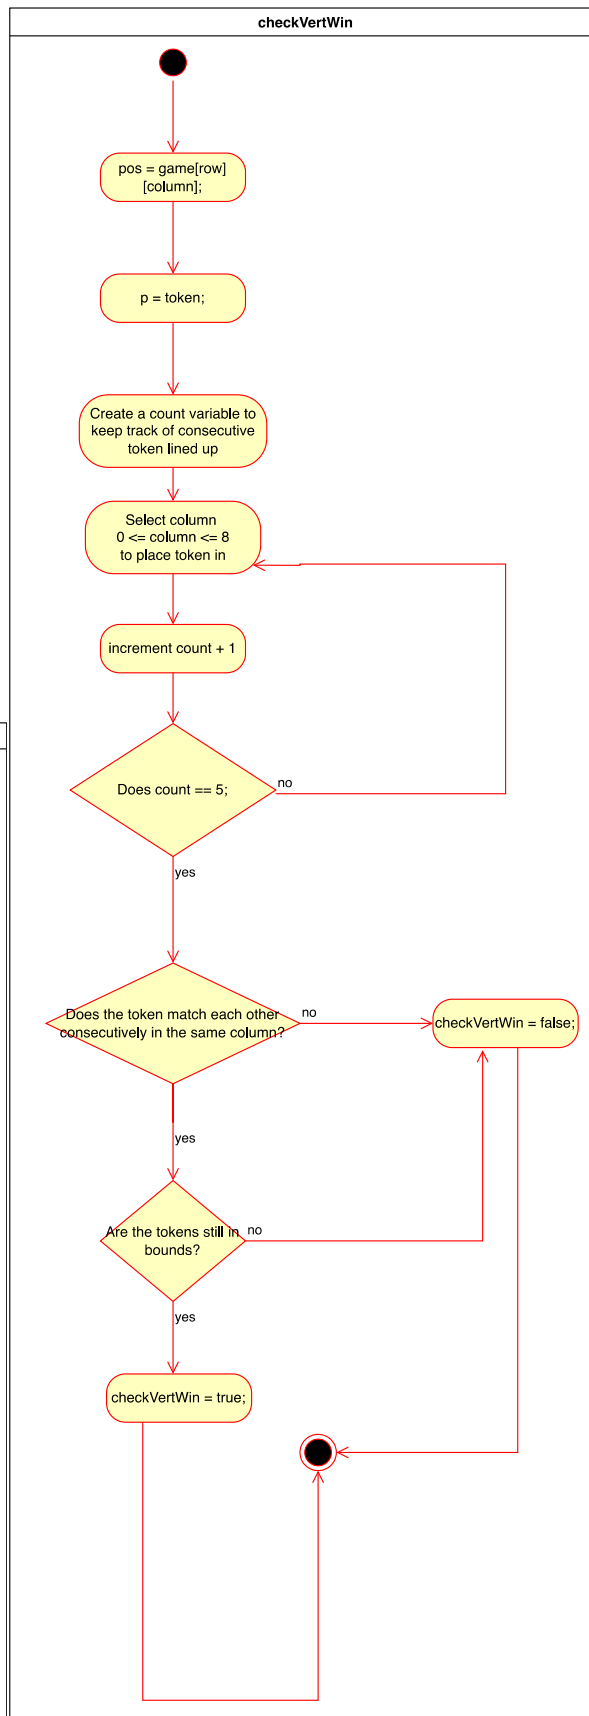 checkVertWin
pos = game[row]
[column];
p = token;
Create a count variable to
keep track of consecutive
token lined up
Select column
0 <= column <= 8
to place token in
increment count + 1
Does count == 5;
no
yes
Does the token match each other
consecutively in the same column?
no
checkVertWin = false;
yes
Are the tokens still in
bounds?
no
yes
checkVertWin = true;